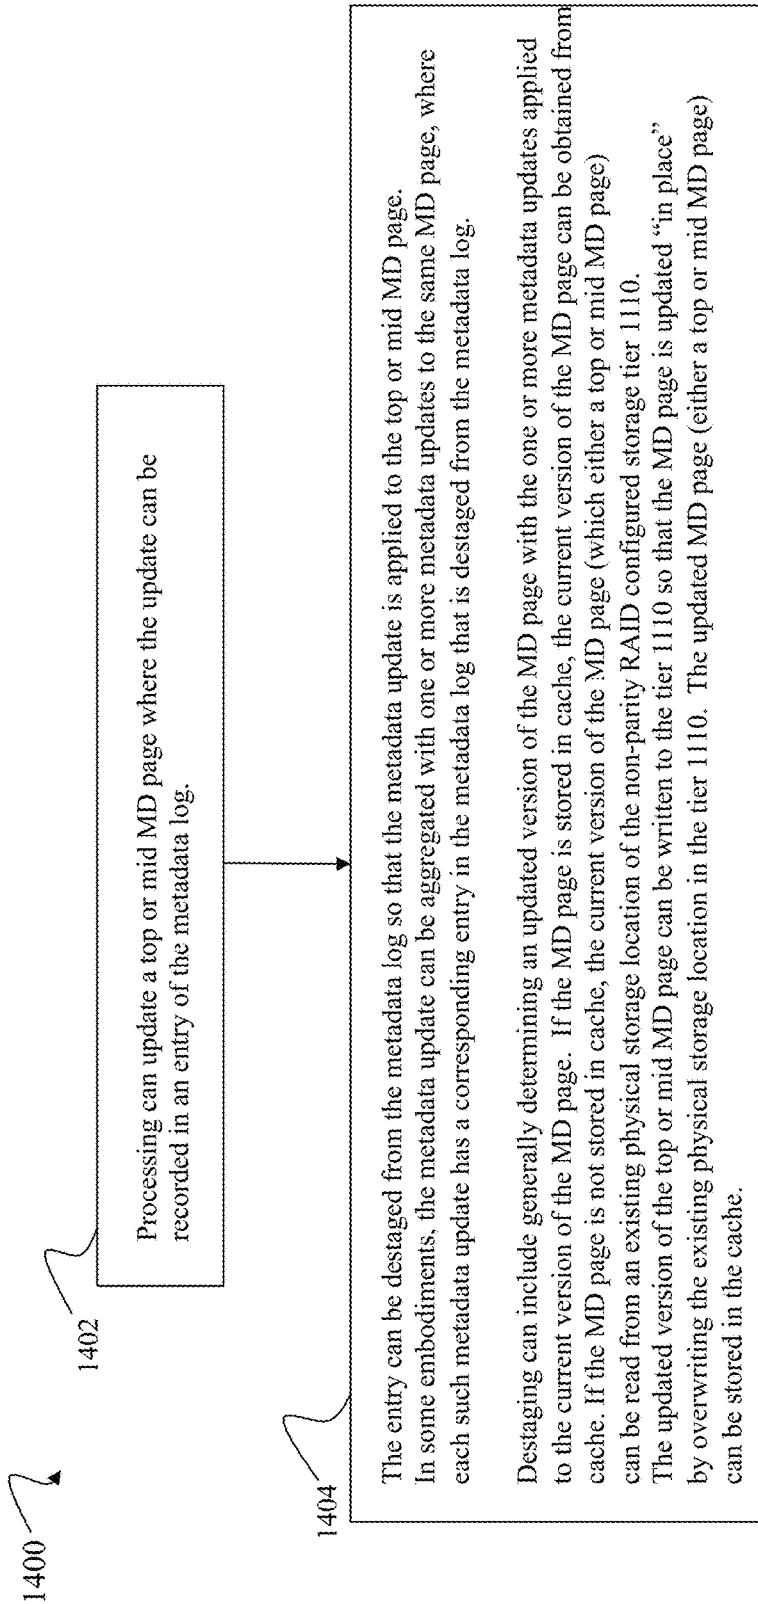 1400
1402
Processing can update a top or mid MD page where the update can be
recorded in an entry of the metadata log.
1404
The entry can be destaged from the metadata log so that the metadata update is applied to the top or mid MD page.
In some embodiments, the metadata update can be aggregated with one or more metadata updates to the same MD page, where
each such metadata update has a corresponding entry in the metadata log that is destaged from the metadata log.
Destaging can include generally determining an updated version of the MD page with the one or more metadata updates applied
to the current version of the MD page. If the MD page is stored in cache, the current version of the MD page can be obtained from
cache. If the MD page is not stored in cache, the current version of the MD page (which either a top or mid MD page)
can be read from an existing physical storage location of the non-parity RAID configured storage tier 1110.
The updated version of the top or mid MD page can be written to the tier 1110 so that the MD page is updated “in place”
by overwriting the existing physical storage location in the tier 1110. The updated MD page (either a top or mid MD page)
can be stored in the cache.